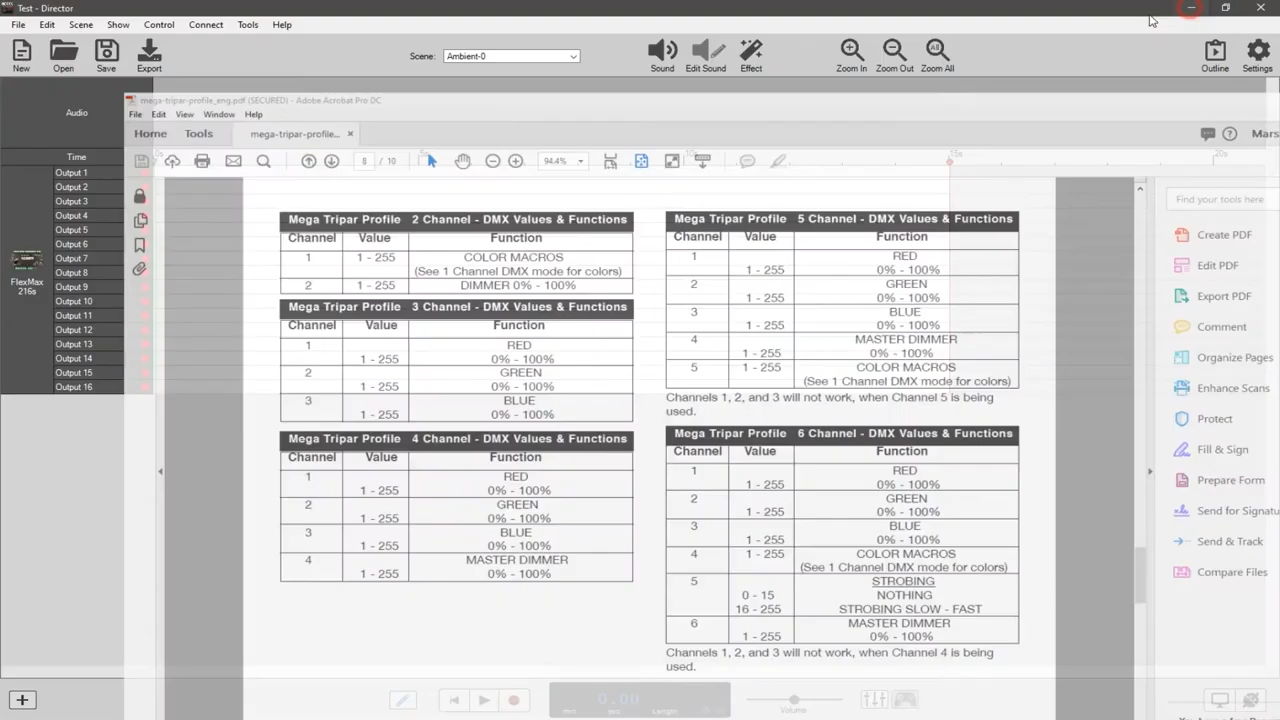 Test - Director
File Edit Scene Show Control Connect Tools Help
New Open Save Export Scene: Ambient-0 Sound Edit Sound Effect Zoom In Zoom Out Zoom All Outline Settings
mega-tripar-profile_eng.pdf (SECURED) - Adobe Acrobat Pro DC
Audio
File Edit View Window Help
Home Tools mega-tripar-profile... × Mars
Time
8 / 10 94.4%
0s 5s 10s 15s 20s
Output 1
Output 2
Output 3
Output 4
Output 5
Output 6
Output 7
Output 8
Output 9
Output 10
Output 11
Output 12
Output 13
Output 14
Output 15
Output 16
FlexMax
216s
Mega Tripar Profile 2 Channel - DMX Values & Functions
Channel Value Function
1 1 - 255 COLOR MACROS
(See 1 Channel DMX mode for colors)
2 1 - 255 DIMMER 0% - 100%
Mega Tripar Profile 3 Channel - DMX Values & Functions
Channel Value Function
1 RED
1 - 255 0% - 100%
2 GREEN
1 - 255 0% - 100%
3 BLUE
1 - 255 0% - 100%
Mega Tripar Profile 4 Channel - DMX Values & Functions
Channel Value Function
1 RED
1 - 255 0% - 100%
2 GREEN
1 - 255 0% - 100%
3 BLUE
1 - 255 0% - 100%
4 MASTER DIMMER
1 - 255 0% - 100%
Mega Tripar Profile 5 Channel - DMX Values & Functions
Channel Value Function
1 RED
1 - 255 0% - 100%
2 GREEN
1 - 255 0% - 100%
3 BLUE
1 - 255 0% - 100%
4 MASTER DIMMER
1 - 255 0% - 100%
5 1 - 255 COLOR MACROS
(See 1 Channel DMX mode for colors)
Channels 1, 2, and 3 will not work, when Channel 5 is being
used.
Mega Tripar Profile 6 Channel - DMX Values & Functions
Channel Value Function
1 RED
1 - 255 0% - 100%
2 GREEN
1 - 255 0% - 100%
3 BLUE
1 - 255 0% - 100%
4 1 - 255 COLOR MACROS
(See 1 Channel DMX mode for colors)
5 STROBING
0 - 15 NOTHING
16 - 255 STROBING SLOW - FAST
6 MASTER DIMMER
1 - 255 0% - 100%
Channels 1, 2, and 3 will not work, when Channel 4 is being
used.
Find your tools here
Create PDF
Edit PDF
Export PDF
Comment
Organize Pages
Enhance Scans
Protect
Fill & Sign
Prepare Form
Send for Signatu
Send & Track
Compare Files
0.00
min sec Length
Volume